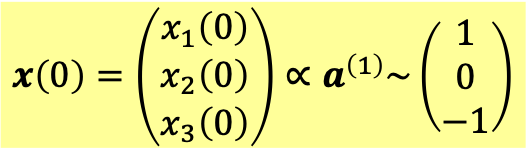 𝒙(0) = (x₁(0) x₂(0) x₃(0)) ∝ 𝒂⁽¹⁾~ (1 0 −1)